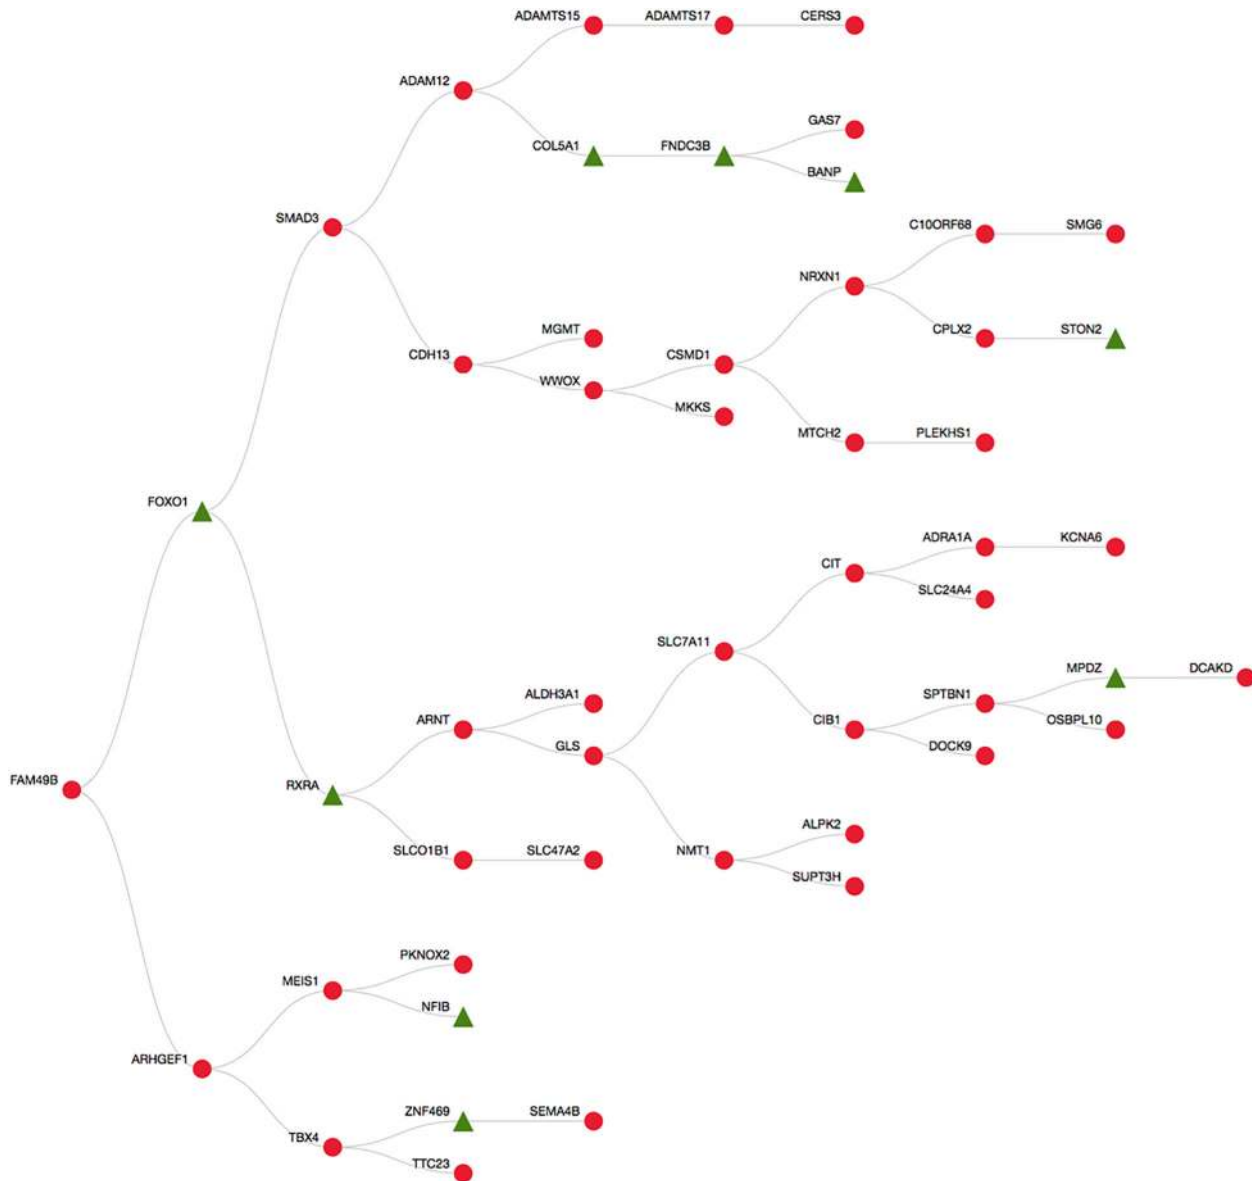 ADAMTS15
ADAMTS17
CERS3
ADAM12
GAS7
COL5A1
FNDC3B
BANP
SMAD3
C10ORF68
SMG6
NRXN1
MGMT
CPLX2
STON2
CDH13
CSMD1
WWOX
MKKS
MTCH2
PLEKHS1
FOXO1
ADRA1A
KCNA6
CIT
SLC24A4
SLC7A11
MPDZ
DCAKD
ALDH3A1
SPTBN1
ARNT
CIB1
OSBPL10
GLS
DOCK9
FAM49B
RXRA
ALPK2
SLCO1B1
SLC47A2
NMT1
SUPT3H
PKNOX2
MEIS1
NFIB
ARHGEF1
ZNF469
SEMA4B
TBX4
TTC23